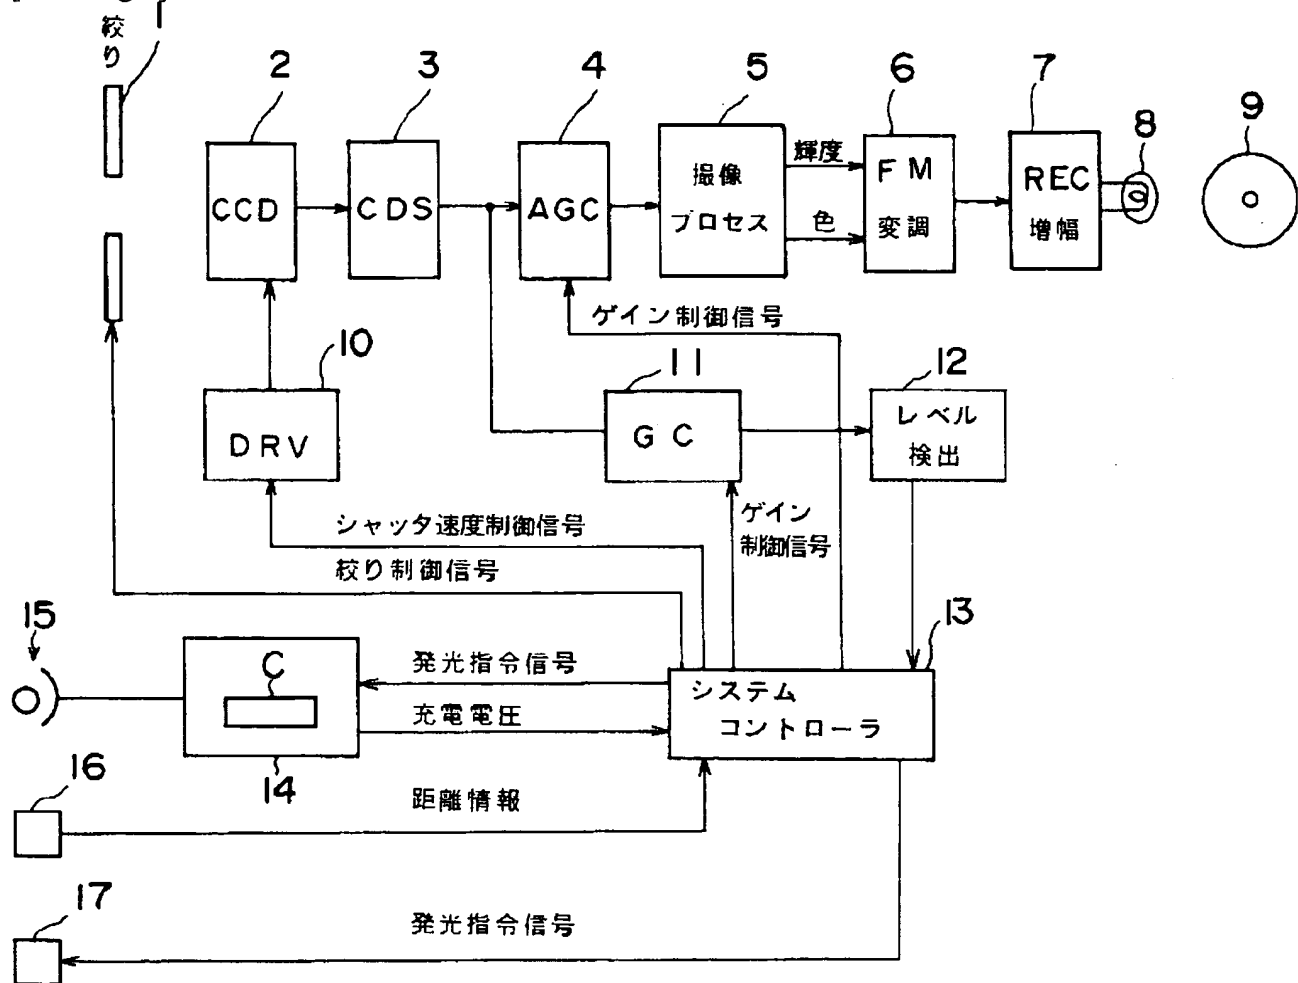 絞り
1
2
3
4
5
6
7
8
9
CCD
CDS
AGC
撮像
プロセス
輝度
色
FM
変調
REC
増幅
ゲイン制御信号
10
11
12
DRV
GC
レベル
検出
シャッタ速度制御信号
ゲイン
制御信号
絞り制御信号
13
15
C
14
発光指令信号
充電電圧
システム
コントローラ
16
距離情報
17
発光指令信号